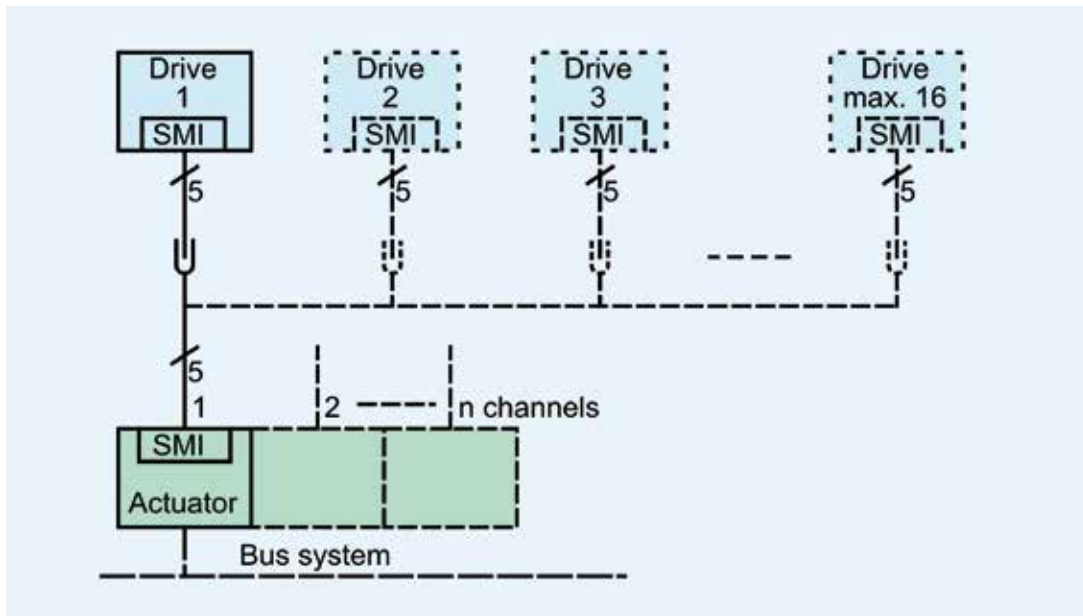 Drive
1
SMI
Drive
2
SMI
Drive
3
SMI
Drive
max. 16
SMI
5
5
5
5
5
1
2
n channels
SMI
Actuator
Bus system